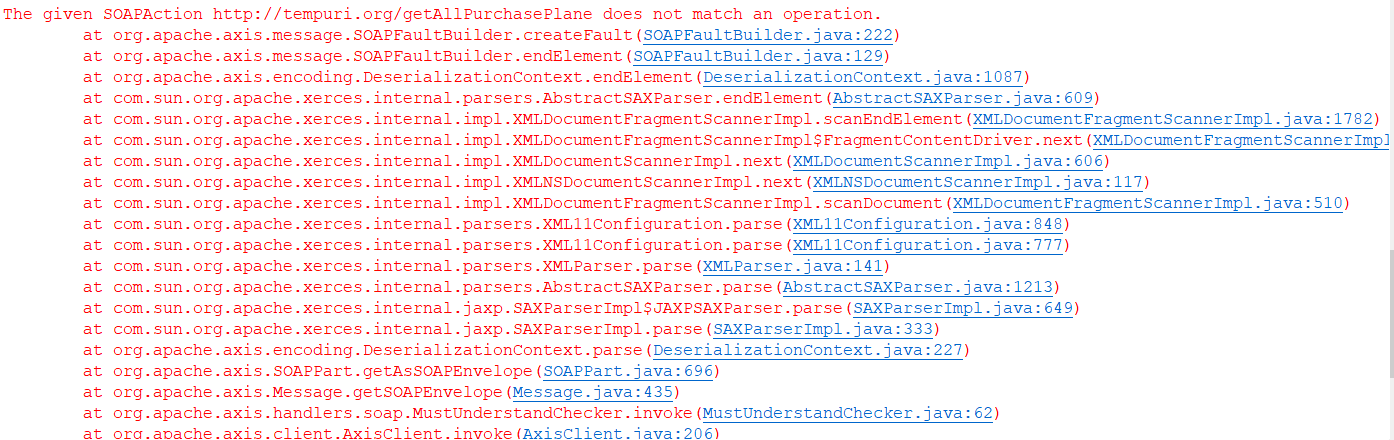 The given SOAPAction http://tempuri.org/getAllPurchasePlane does not match an operation.
at org.apache.axis.message.SOAPFaultBuilder.createFault(SOAPFaultBuilder.java:222)
at org.apache.axis.message.SOAPFaultBuilder.endElement(SOAPFaultBuilder.java:129)
at org.apache.axis.encoding.DeserializationContext.endElement(DeserializationContext.java:1087)
at com.sun.org.apache.xerces.internal.parsers.AbstractSAXParser.endElement(AbstractSAXParser.java:609)
at com.sun.org.apache.xerces.internal.impl.XMLDocumentFragmentScannerImpl.scanEndElement(XMLDocumentFragmentScannerImpl.java:1782)
at com.sun.org.apache.xerces.internal.impl.XMLDocumentFragmentScannerImpl$FragmentContentDriver.next(XMLDocumentFragmentScannerImpl
at com.sun.org.apache.xerces.internal.impl.XMLDocumentScannerImpl.next(XMLDocumentScannerImpl.java:606)
at com.sun.org.apache.xerces.internal.impl.XMLNSDocumentScannerImpl.next(XMLNSDocumentScannerImpl.java:117)
at com.sun.org.apache.xerces.internal.impl.XMLDocumentFragmentScannerImpl.scanDocument(XMLDocumentFragmentScannerImpl.java:510)
at com.sun.org.apache.xerces.internal.parsers.XML11Configuration.parse(XML11Configuration.java:848)
at com.sun.org.apache.xerces.internal.parsers.XML11Configuration.parse(XML11Configuration.java:777)
at com.sun.org.apache.xerces.internal.parsers.XMLParser.parse(XMLParser.java:141)
at com.sun.org.apache.xerces.internal.parsers.AbstractSAXParser.parse(AbstractSAXParser.java:1213)
at com.sun.org.apache.xerces.internal.jaxp.SAXParserImpl$JAXPSAXParser.parse(SAXParserImpl.java:649)
at com.sun.org.apache.xerces.internal.jaxp.SAXParserImpl.parse(SAXParserImpl.java:333)
at org.apache.axis.encoding.DeserializationContext.parse(DeserializationContext.java:227)
at org.apache.axis.SOAPPart.getAsSOAPEnvelope(SOAPPart.java:696)
at org.apache.axis.Message.getSOAPEnvelope(Message.java:435)
at org.apache.axis.handlers.soap.MustUnderstandChecker.invoke(MustUnderstandChecker.java:62)
at org.apache.axis.client.AxisClient.invoke(AxisClient.java:206)